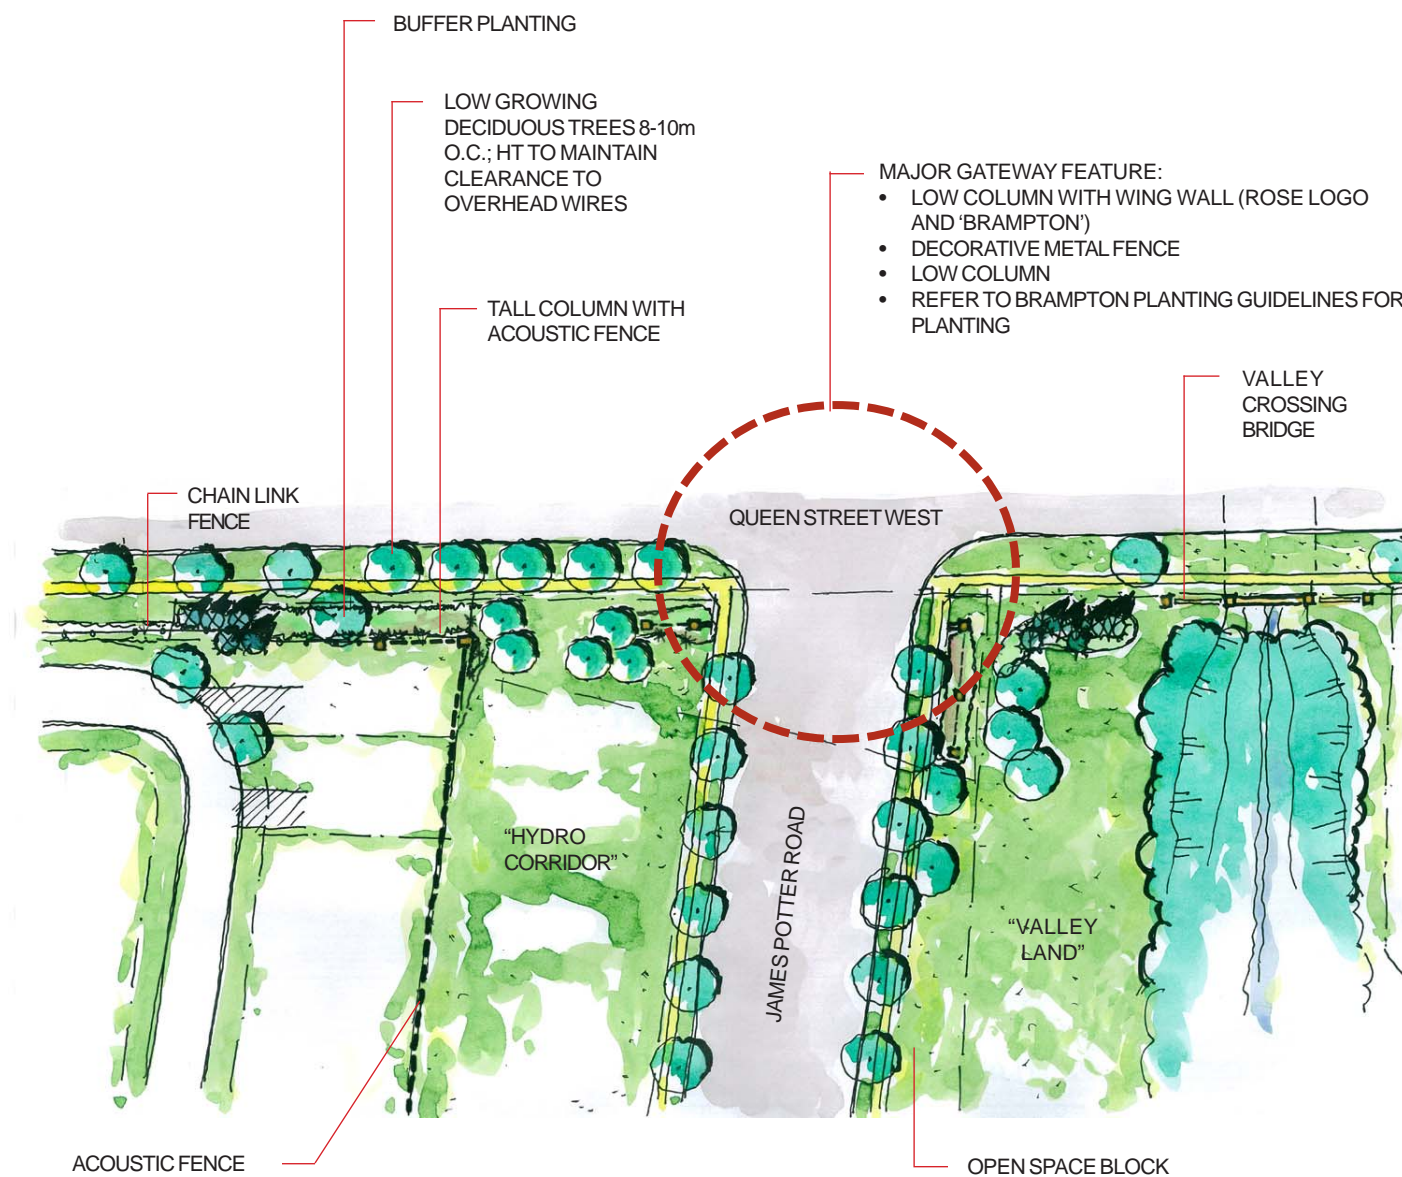 BUFFER PLANTING
LOW GROWING
DECIDUOUS TREES 8-10m
O.C.; HT TO MAINTAIN
CLEARANCE TO
OVERHEAD WIRES
MAJOR GATEWAY FEATURE:
• LOW COLUMN WITH WING WALL (ROSE LOGO
AND ‘BRAMPTON’)
• DECORATIVE METAL FENCE
• LOW COLUMN
• REFER TO BRAMPTON PLANTING GUIDELINES FOR
PLANTING
TALL COLUMN WITH
ACOUSTIC FENCE
VALLEY
CROSSING
BRIDGE
CHAIN LINK
FENCE
QUEEN STREET WEST
“HYDRO
CORRIDOR”
JAMES POTTER ROAD
“VALLEY
LAND”
ACOUSTIC FENCE
OPEN SPACE BLOCK